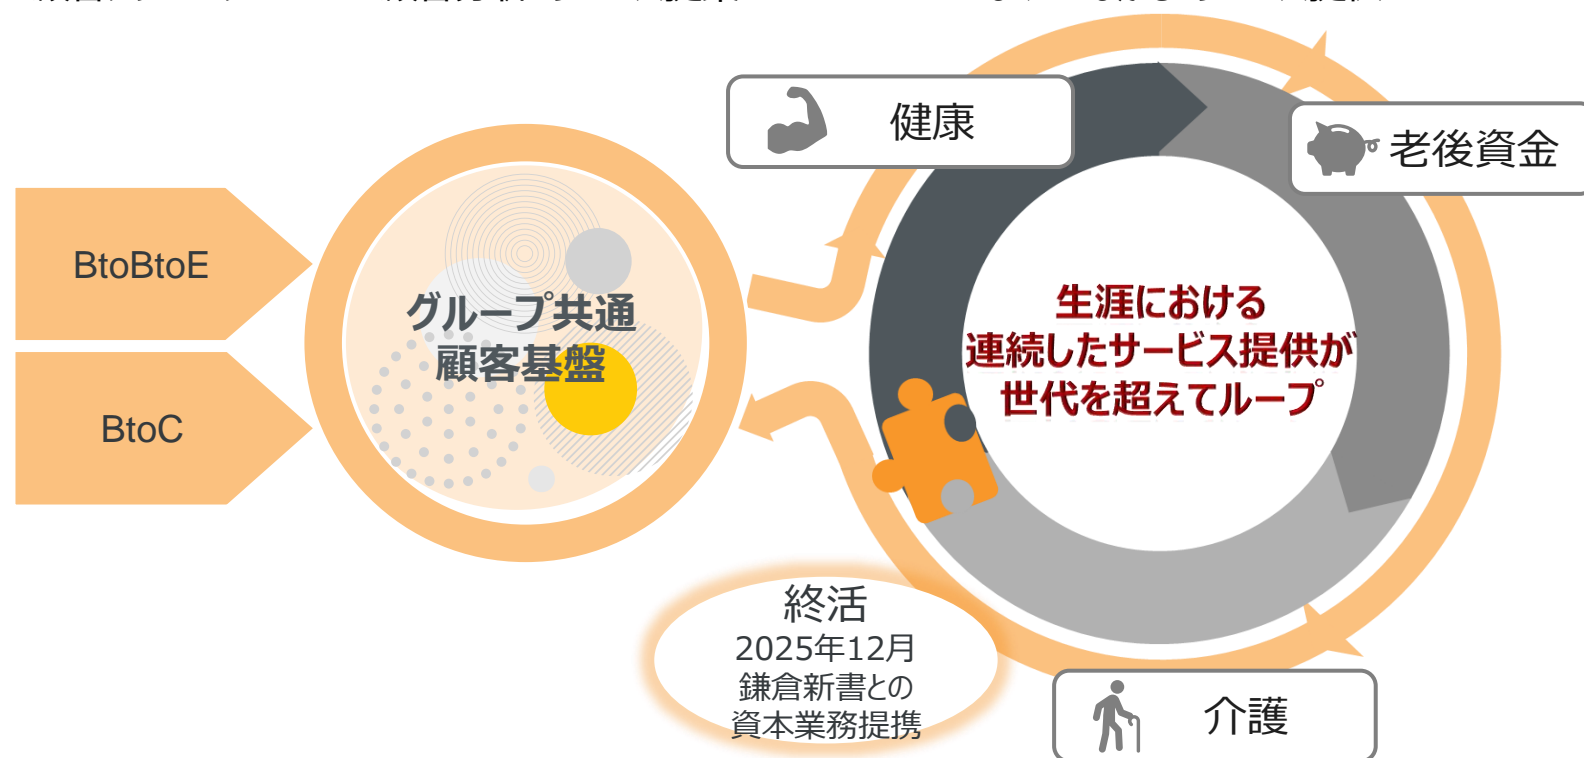 健康
老後資金
BtoBtoE
BtoC
グループ共通
顧客基盤
生涯における
連続したサービス提供が
世代を超えてループ
終活
2025年12月
鎌倉新書との
資本業務提携
介護